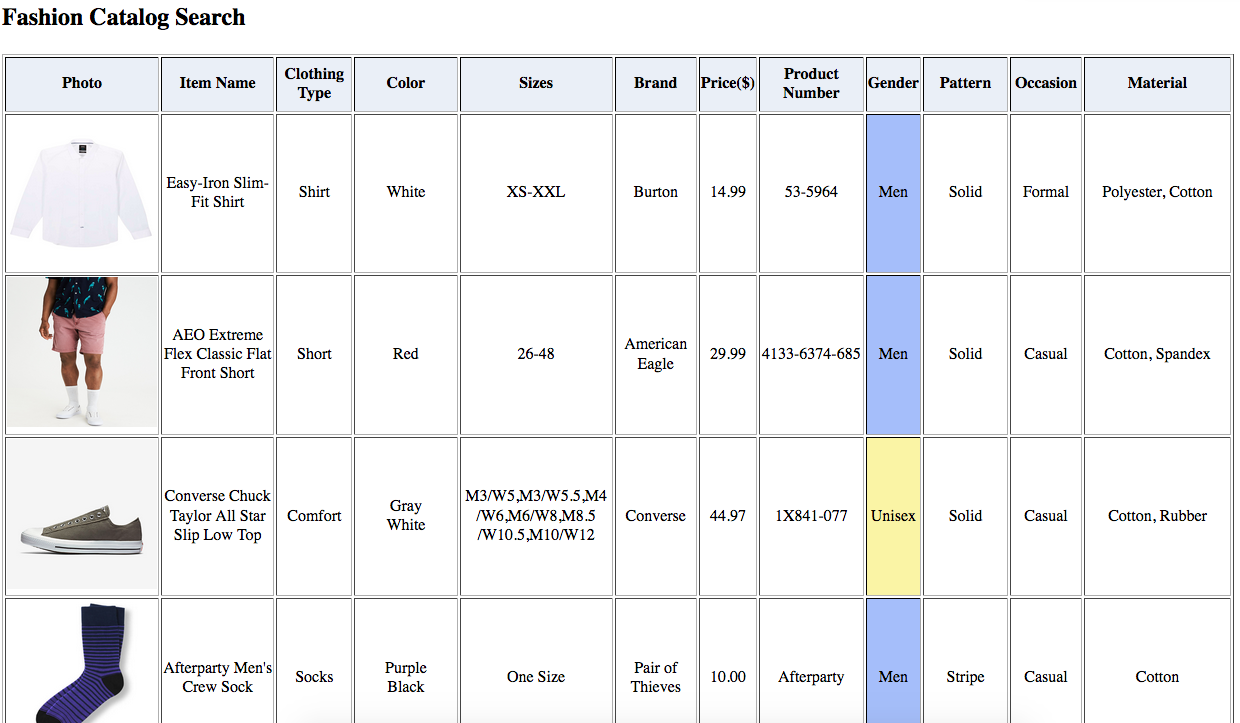 Fashion Catalog Search
Photo
Item Name
Clothing
Type
Color
Sizes
Brand
Price($)
Product
Number
Gender
Pattern
Occasion
Material
Easy-Iron Slim-
Fit Shirt
Shirt
White
XS-XXL
Burton
14.99
53-5964
Men
Solid
Formal
Polyester, Cotton
AEO Extreme
Flex Classic Flat
Front Short
Short
Red
26-48
American
Eagle
29.99
4133-6374-685
Men
Solid
Casual
Cotton, Spandex
Converse Chuck
Taylor All Star
Slip Low Top
Comfort
Gray
White
M3/W5,M3/W5.5,M4
/W6,M6/W8,M8.5
/W10.5,M10/W12
Converse
44.97
1X841-077
Unisex
Solid
Casual
Cotton, Rubber
Afterparty Men's
Crew Sock
Socks
Purple
Black
One Size
Pair of
Thieves
10.00
Afterparty
Men
Stripe
Casual
Cotton